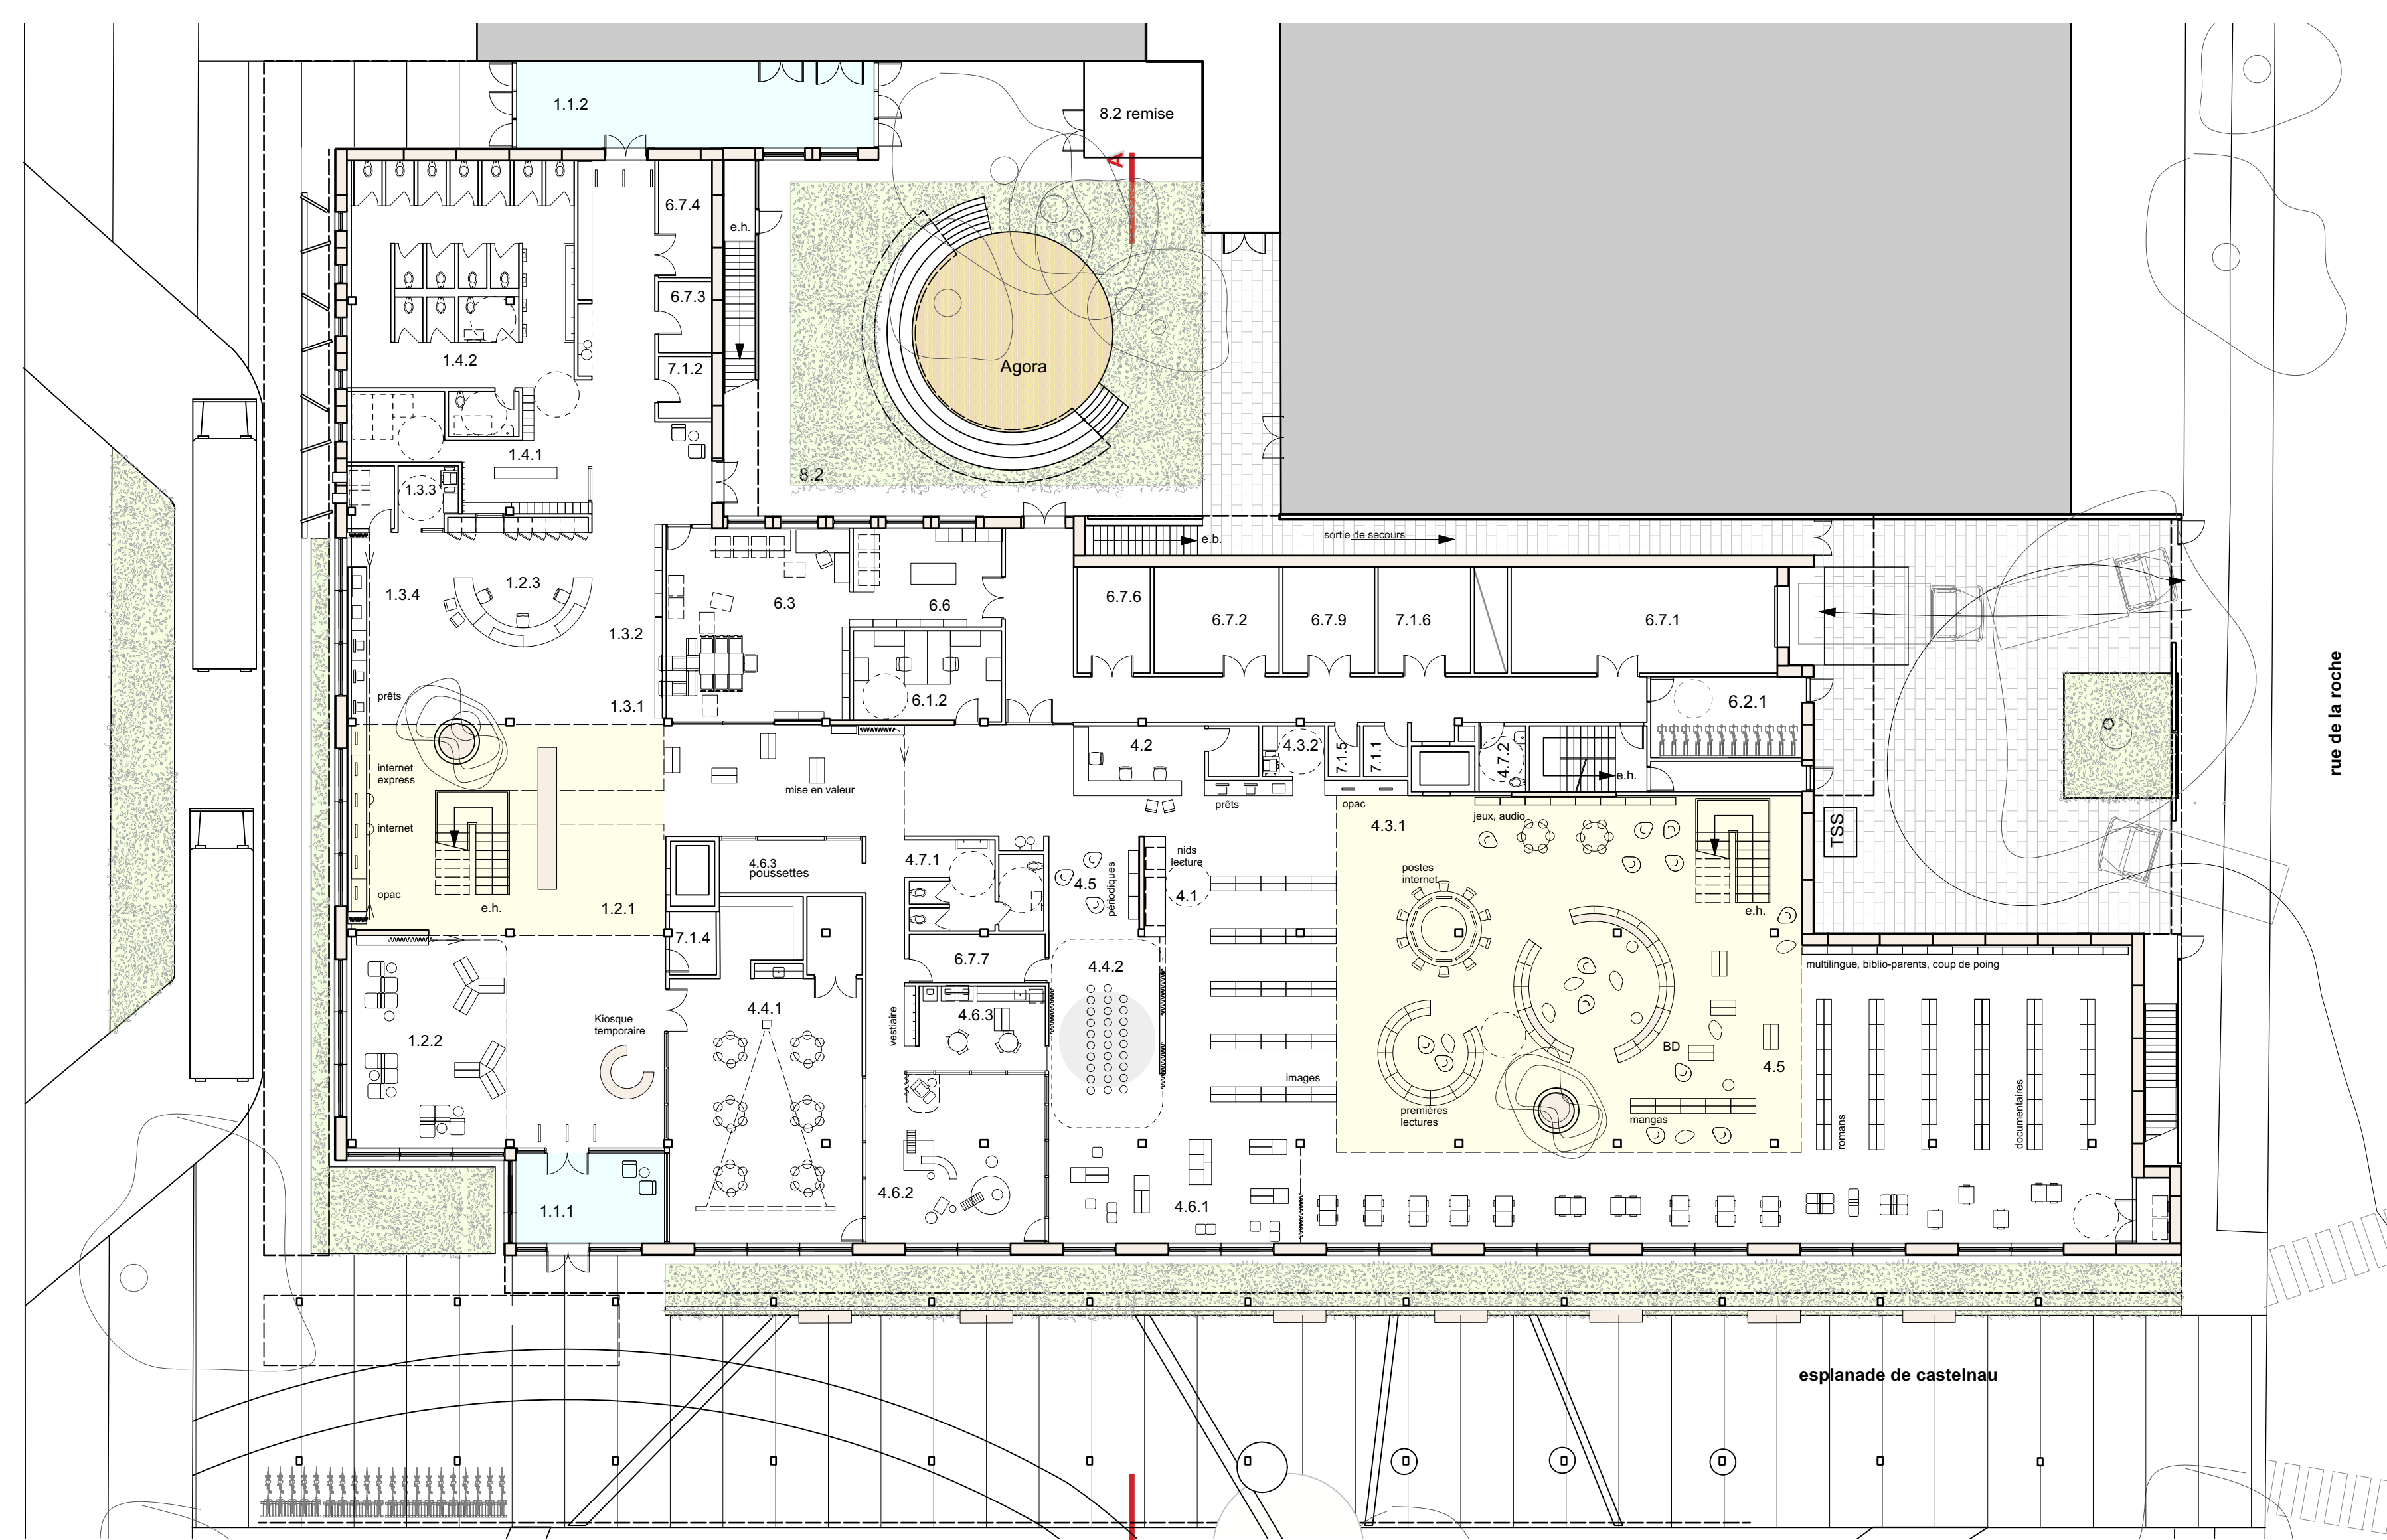 1.1.2
8.2 remise
A
6.7.4
e.h.
6.7.3
1.4.2
7.1.2
Agora
1.4.1
8.2
1.3.3
e.b.
sortie de secours
1.2.3
1.3.4
6.3
6.6
6.7.6
6.7.2
6.7.9
7.1.6
6.7.1
1.3.2
prêts
1.3.1
6.1.2
6.2.1
rue de la roche
internet
express
mise en valeur
4.2
4.3.2
7.1.5
7.1.1
4.7.2
e.h.
prêts
opac
jeux, audio
internet
4.3.1
TSS
4.6.3
poussettes
4.7.1
nids
lecture
périodiques
4.5
4.1
postes
internet
opac
e.h.
1.2.1
e.h.
7.1.4
6.7.7
4.4.2
multilingue, biblio-parents, coup de poing
4.4.1
Kiosque
temporaire
vestiaire
4.6.3
1.2.2
BD
4.5
images
premières
lectures
mangas
romans
documentaires
4.6.2
4.6.1
1.1.1
esplanade de castelnau